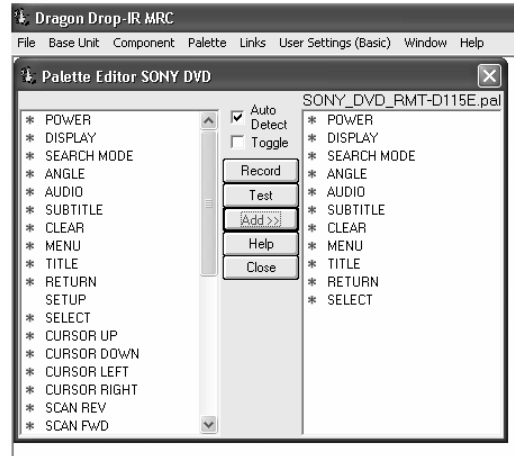 Dragon Drop-IR MRC
File Base Unit Component Palette Links User Settings (Basic) Window Help
Palette Editor SONY DVD
* POWER
* DISPLAY
* SEARCH MODE
* ANGLE
* AUDIO
* SUBTITLE
* CLEAR
* MENU
* TITLE
* RETURN
SETUP
* SELECT
* CURSOR UP
* CURSOR DOWN
* CURSOR LEFT
* CURSOR RIGHT
* SCAN REV
* SCAN FWD
Auto
Detect
Toggle
Record
Test
Add >>
Help
Close
SONY_DVD_RMT-D115E.pal
* POWER
* DISPLAY
* SEARCH MODE
* ANGLE
* AUDIO
* SUBTITLE
* CLEAR
* MENU
* TITLE
* RETURN
* SELECT